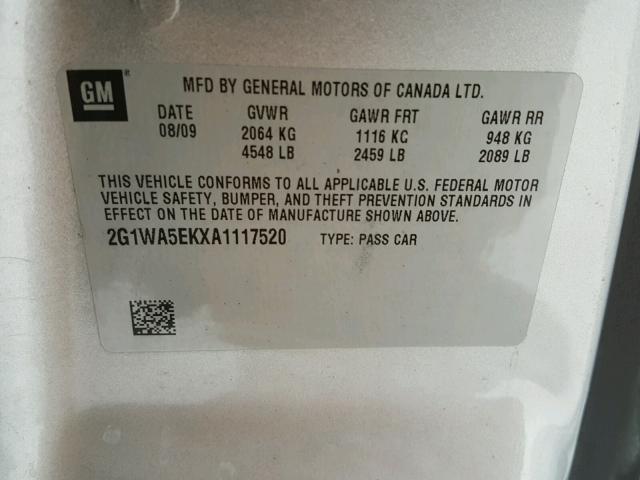 GM ® MFD BY GENERAL MOTORS OF CANADA LTD.
DATE GVWR GAWR FRT GAWR RR
08/09 2064 KG 1116 KG 948 KG
4548 LB 2459 LB 2089 LB
THIS VEHICLE CONFORMS TO ALL APPLICABLE U.S. FEDERAL MOTOR
VEHICLE SAFETY, BUMPER, AND THEFT PREVENTION STANDARDS IN
EFFECT ON THE DATE OF MANUFACTURE SHOWN ABOVE.
2G1WA5EKXA1117520 TYPE: PASS CAR